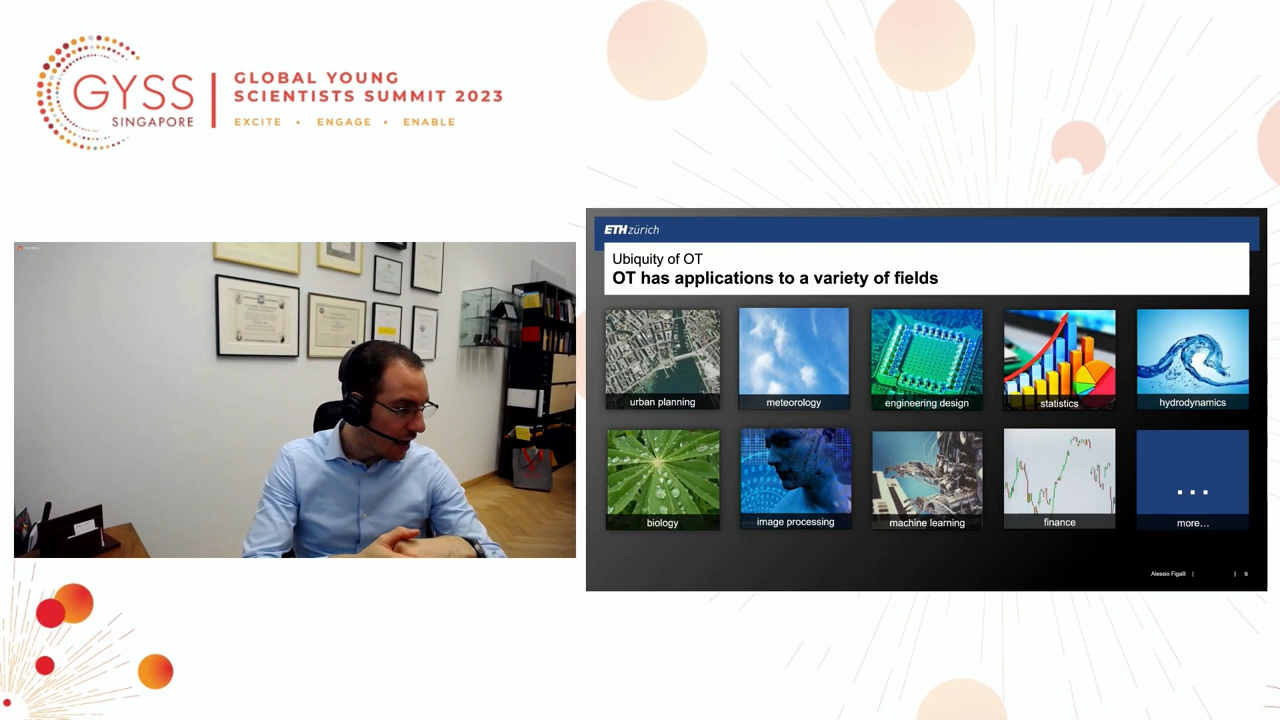 GYSS
SINGAPORE
GLOBAL YOUNG
SCIENTISTS SUMMIT 2023
EXCITE • ENGAGE • ENABLE
ETH zürich
Ubiquity of OT
OT has applications to a variety of fields
urban planning
meteorology
engineering design
statistics
hydrodynamics
biology
image processing
machine learning
finance
...
more...
Alessio Figalli | | 9